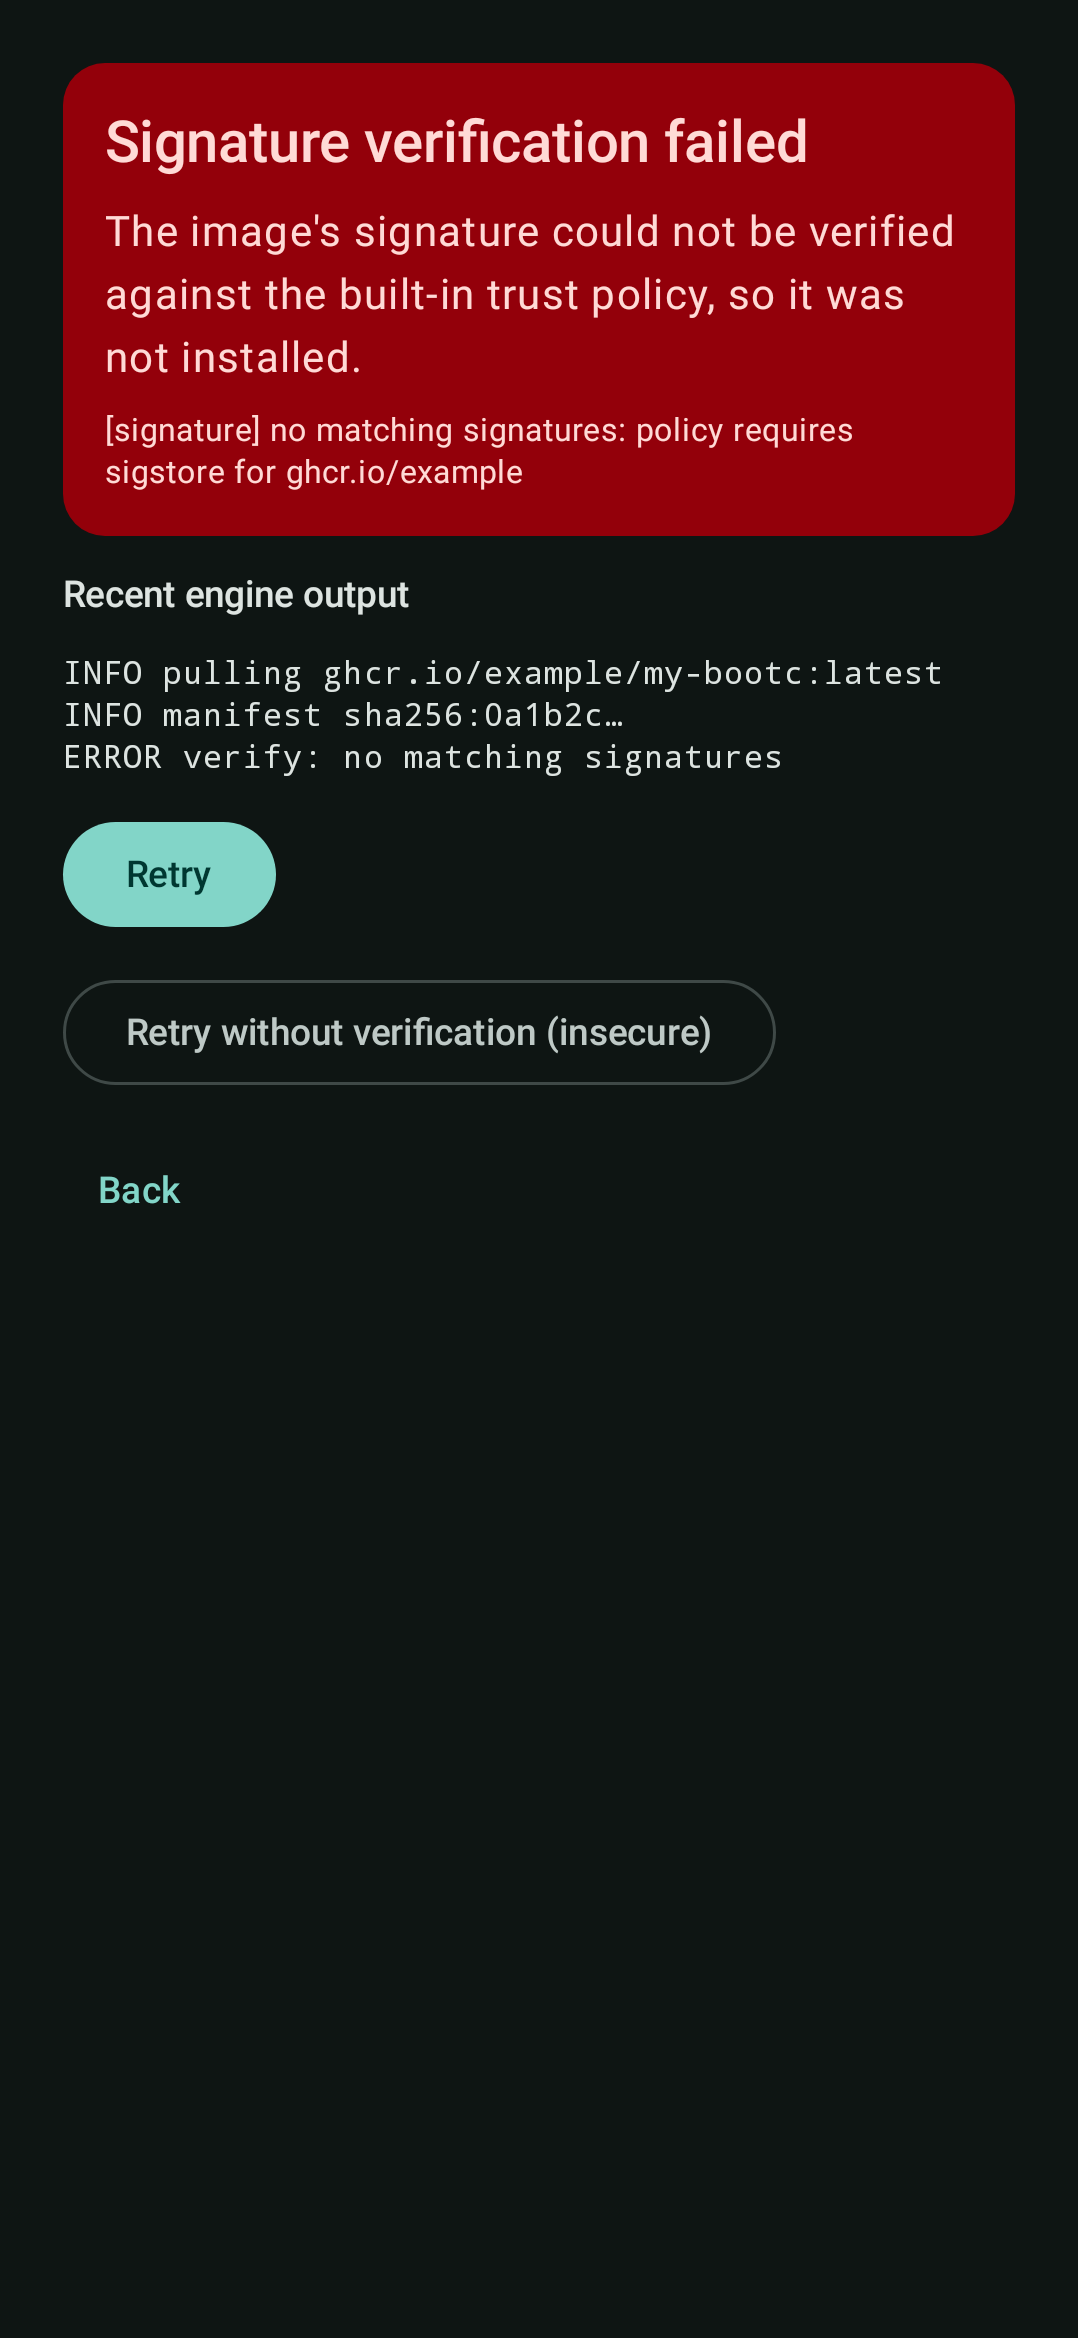 Signature verification failed
The image's signature could not be verified
against the built-in trust policy, so it was
not installed.
[signature] no matching signatures: policy requires
sigstore for ghcr.io/example
Recent engine output
INFO pulling ghcr.io/example/my-bootc:latest
INFO manifest sha256:0a1b2c…
ERROR verify: no matching signatures
Retry
Retry without verification (insecure)
Back